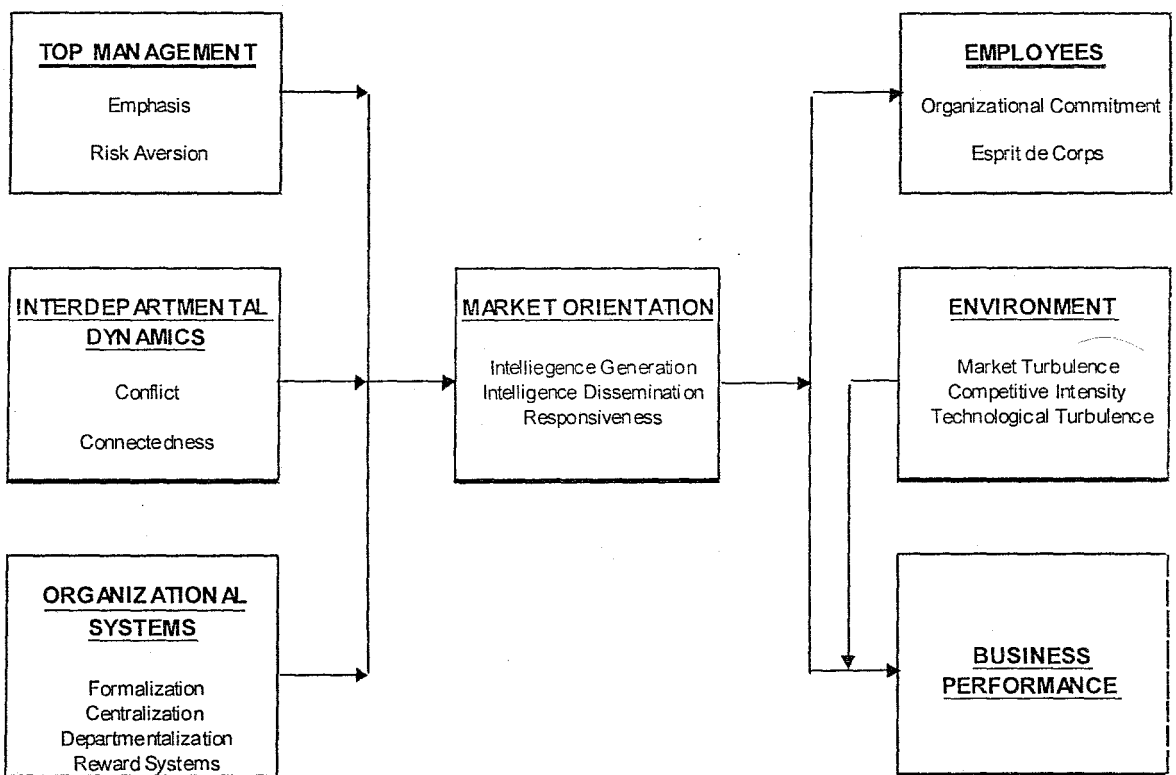 TOP MANAGEMENT
Emphasis
Risk Aversion
INTERDEPARTMENTAL
DYNAMICS
Conflict
Connectedness
ORGANIZATIONAL
SYSTEMS
Formalization
Centralization
Departmentalization
Reward Systems
MARKET ORIENTATION
Intelliegence Generation
Intelligence Dissemination
Responsiveness
EMPLOYEES
Organizational Commitment
Esprit de Corps
ENVIRONMENT
Market Turbulence
Competitive Intensity
Technological Turbulence
BUSINESS
PERFORMANCE